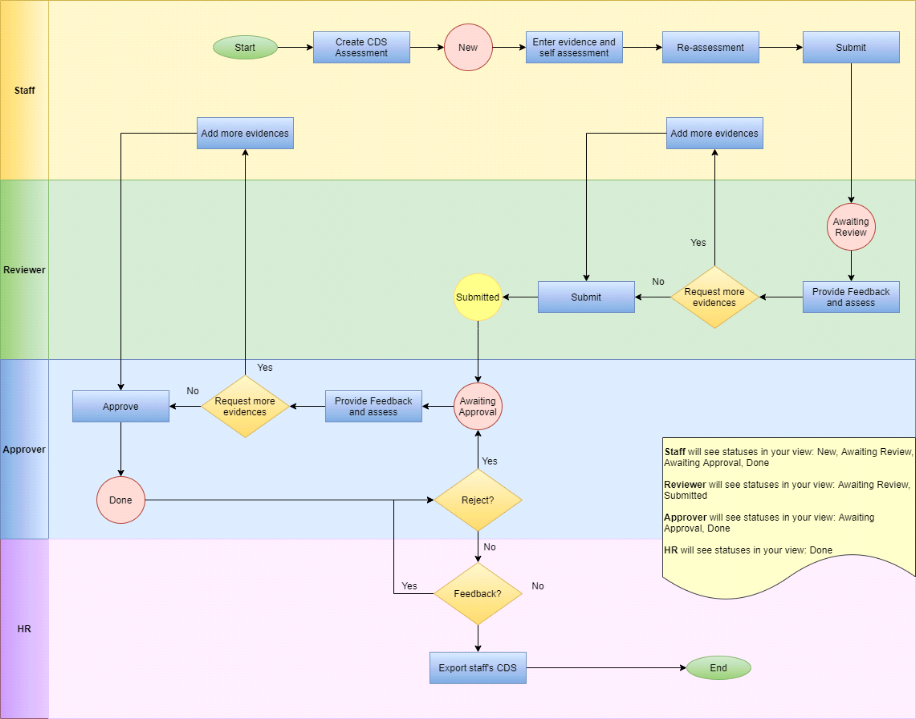 Staff
Start
Create CDS
Assessment
New
Enter evidence and
self assessment
Re-assessment
Submit
Add more evidences
Add more evidences
Reviewer
Awaiting
Review
Yes
No
Submitted
Submit
Request more
evidences
Provide Feedback
and assess
Approver
Yes
No
Approve
Request more
evidences
Provide Feedback
and assess
Awaiting
Approval
Yes
Done
Reject?
No
Staff will see statuses in your view: New, Awaiting Review,
Awaiting Approval, Done
Reviewer will see statuses in your view: Awaiting Review,
Submitted
Approver will see statuses in your view: Awaiting
Approval, Done
HR will see statuses in your view: Done
HR
Yes
Feedback?
No
Export staff's CDS
End